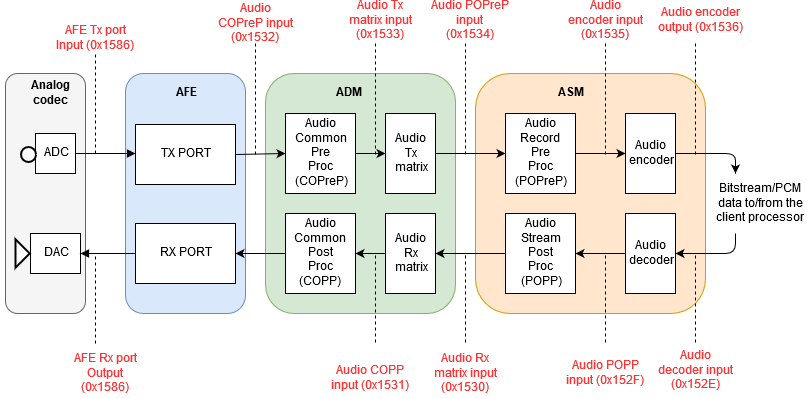 AFE Tx port
Input (0x1586)
Audio
COPreP input
(0x1532)
Audio Tx
matrix input
(0x1533)
Audio POPreP
input
(0x1534)
Audio
encoder input
(0x1535)
Audio encoder
output (0x1536)
Analog
codec
AFE
ADM
ASM
ADC
TX PORT
Audio
Common
Pre
Proc
(COPreP)
Audio
Tx
matrix
Audio
Record
Pre
Proc
(POPreP)
Audio
encoder
Bitstream/PCM
data to/from the
client processor
DAC
RX PORT
Audio
Common
Post
Proc
(COPP)
Audio
Rx
matrix
Audio
Stream
Post
Proc
(POPP)
Audio
decoder
AFE Rx port
Output
(0x1586)
Audio COPP
input (0x1531)
Audio Rx
matrix input
(0x1530)
Audio POPP
input (0x152F)
Audio
decoder input
(0x152E)